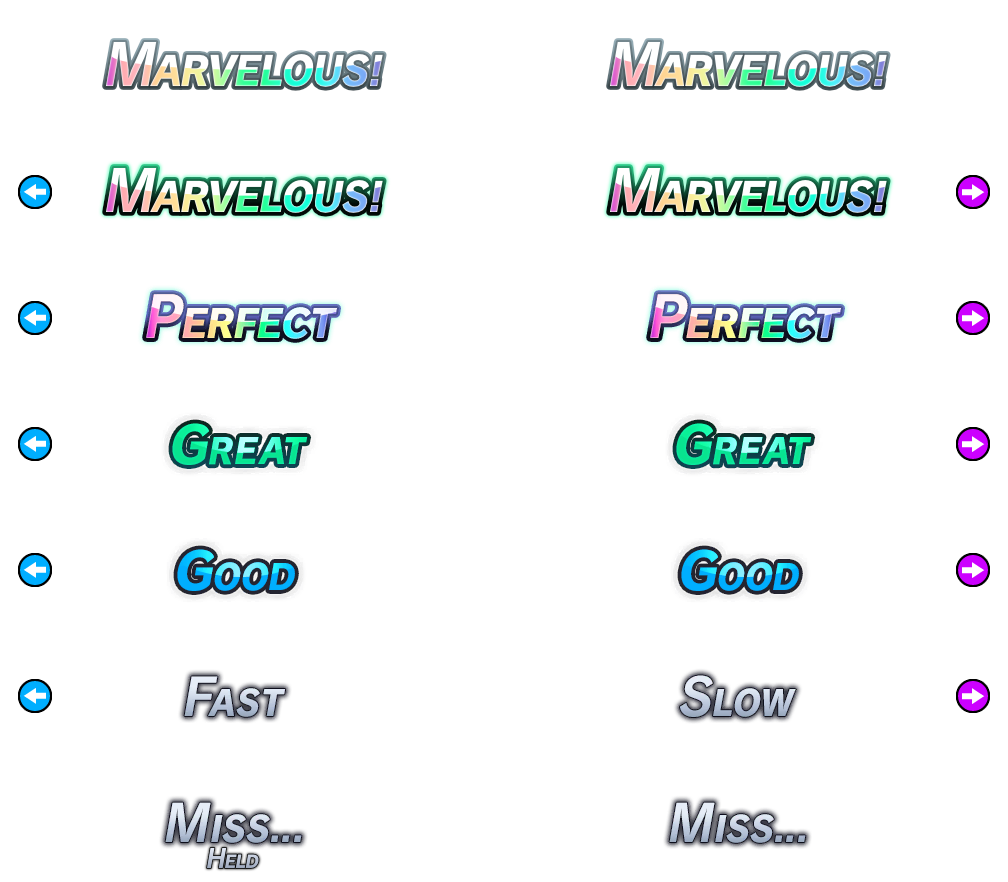 MARVELOUS! MARVELOUS!
MARVELOUS! MARVELOUS!
PERFECT PERFECT
GREAT GREAT
GOOD GOOD
FAST SLOW
MISS... MISS...
HELD